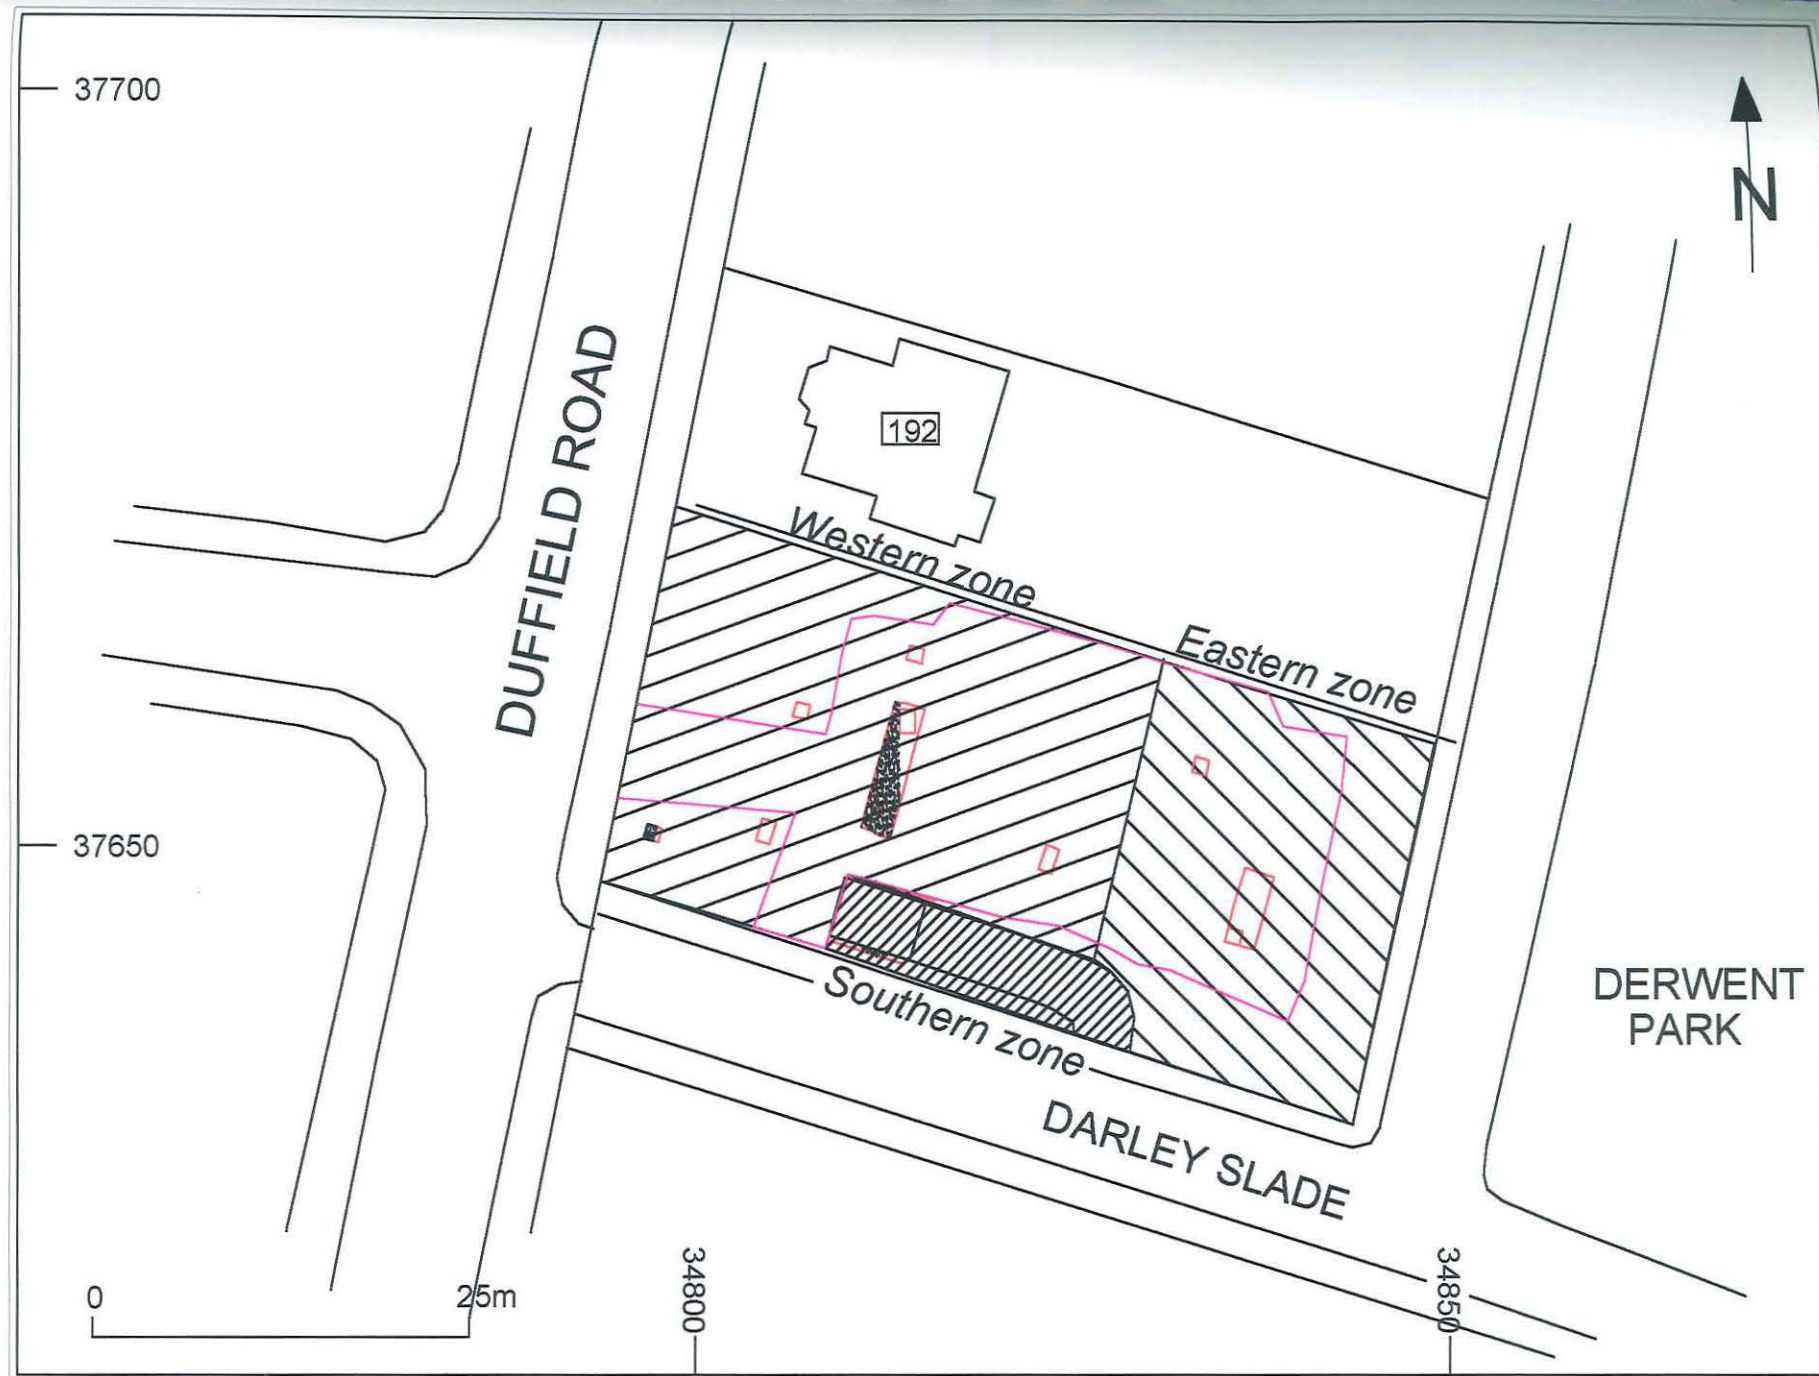 37700
N
DUFFIELD ROAD
192
Western zone
Eastern zone
37650
Southern zone
DERWENT
PARK
DARLEY SLADE
0
25m
34800
34850